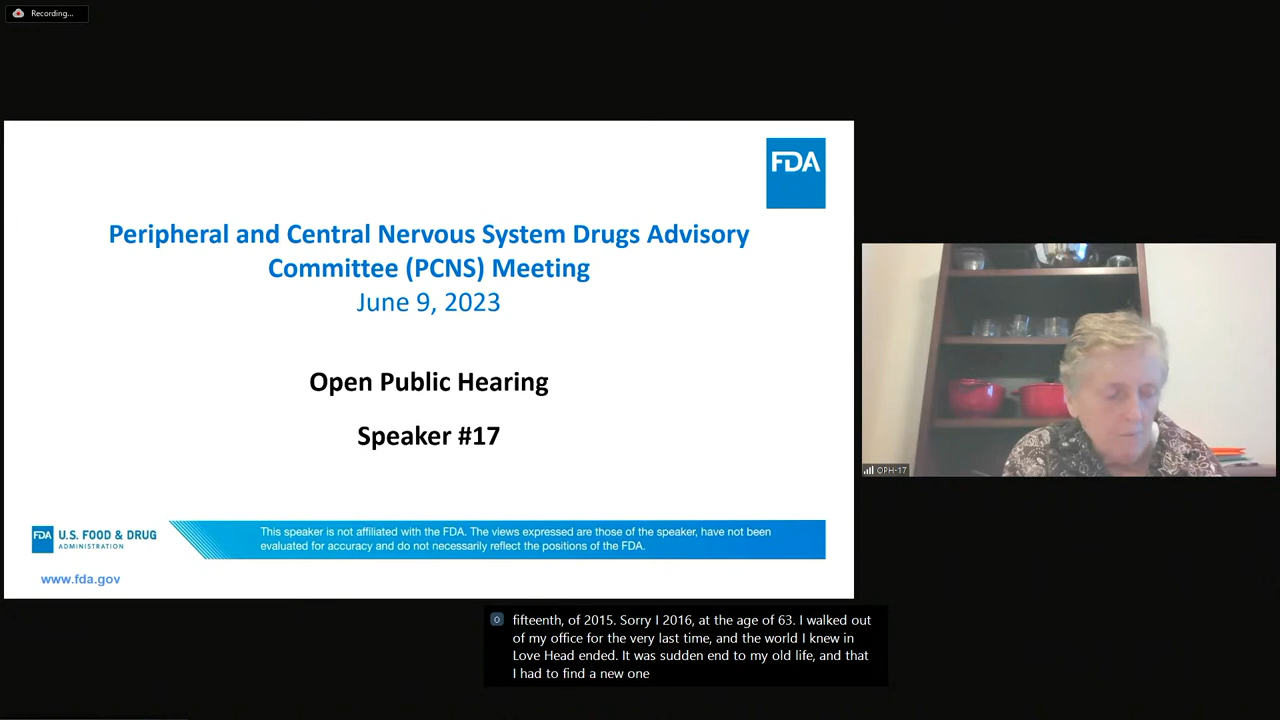 Recording...
FDA
Peripheral and Central Nervous System Drugs Advisory
Committee (PCNS) Meeting
June 9, 2023
Open Public Hearing
Speaker #17
OPH-17
FDA
U.S. FOOD & DRUG
ADMINISTRATION
This speaker is not affiliated with the FDA. The views expressed are those of the speaker, have not been
evaluated for accuracy and do not necessarily reflect the positions of the FDA.
www.fda.gov
O
fifteenth, of 2015. Sorry I 2016, at the age of 63. I walked out
of my office for the very last time, and the world I knew in
Love Head ended. It was sudden end to my old life, and that
I had to find a new one